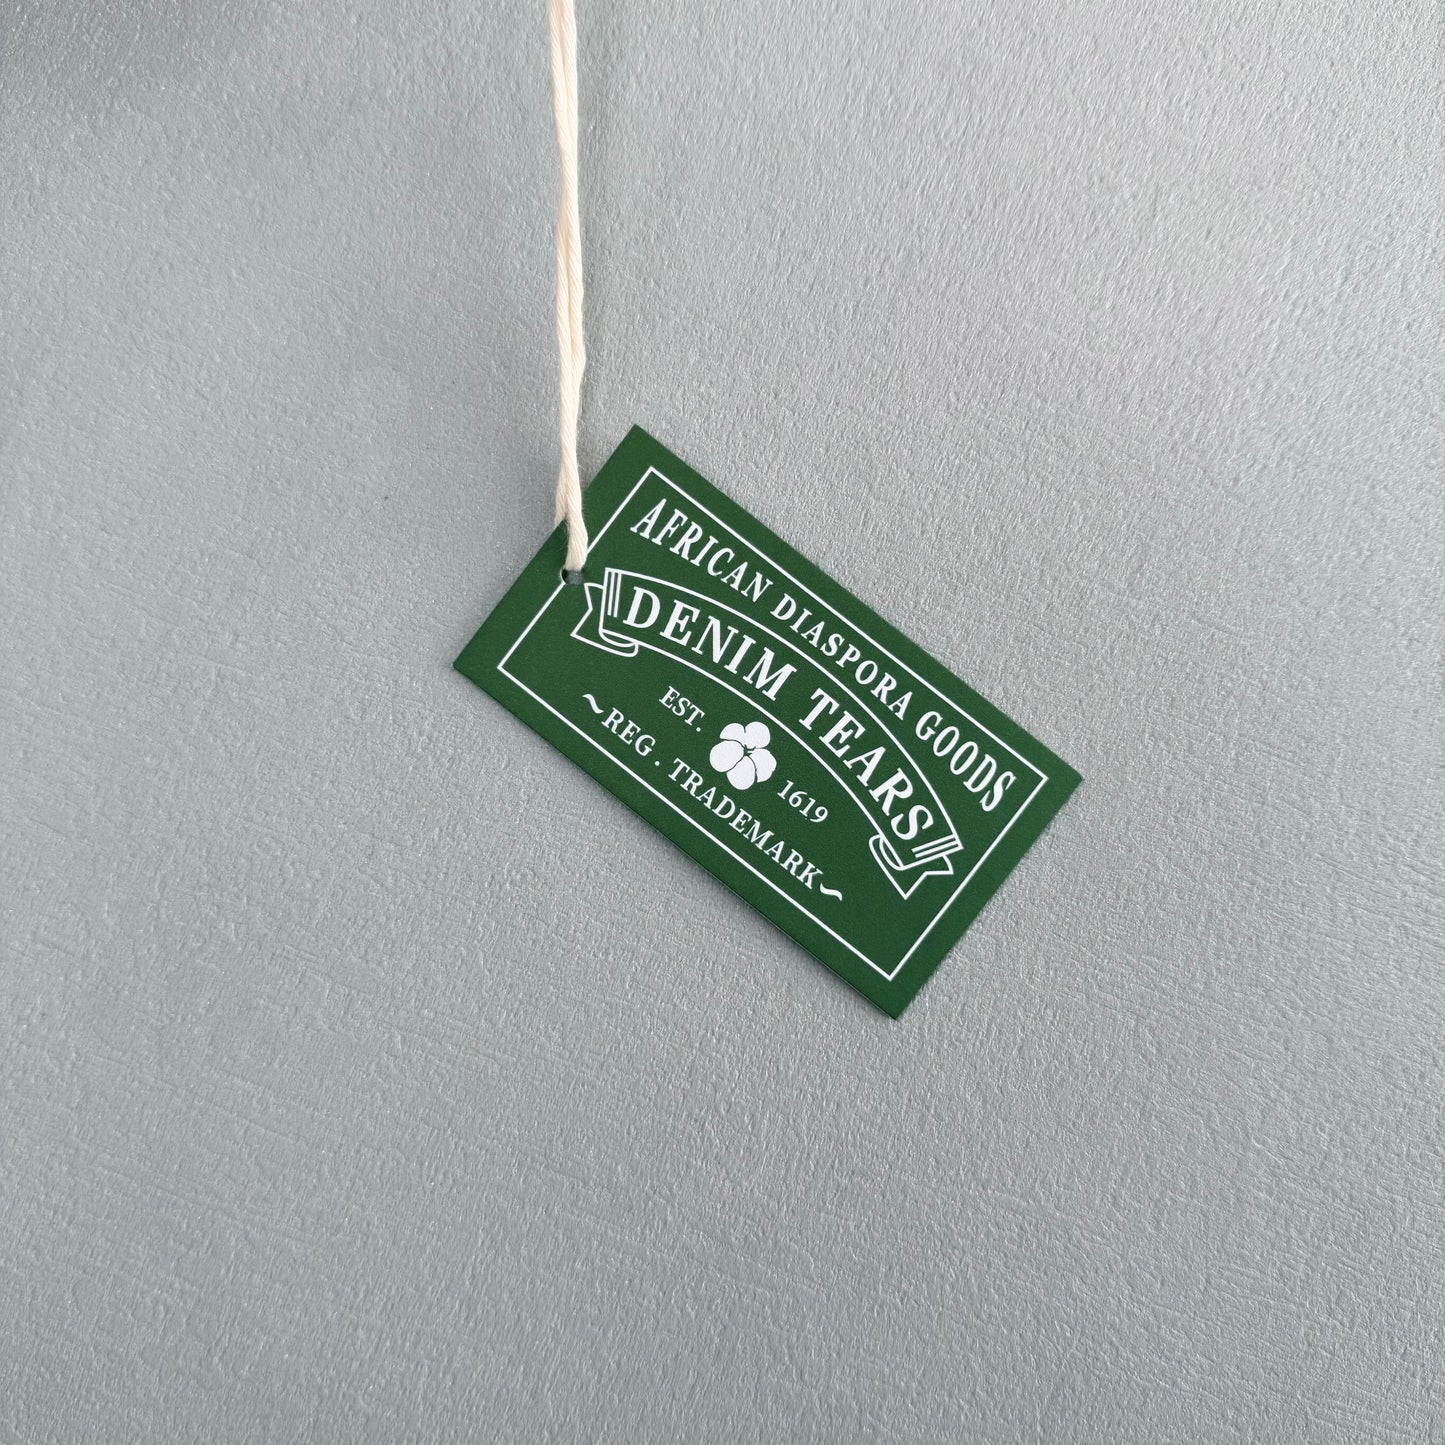 AFRICAN DIASPORA GOODS
DENIM TEARS
EST. 1619
~REG . TRADEMARK~